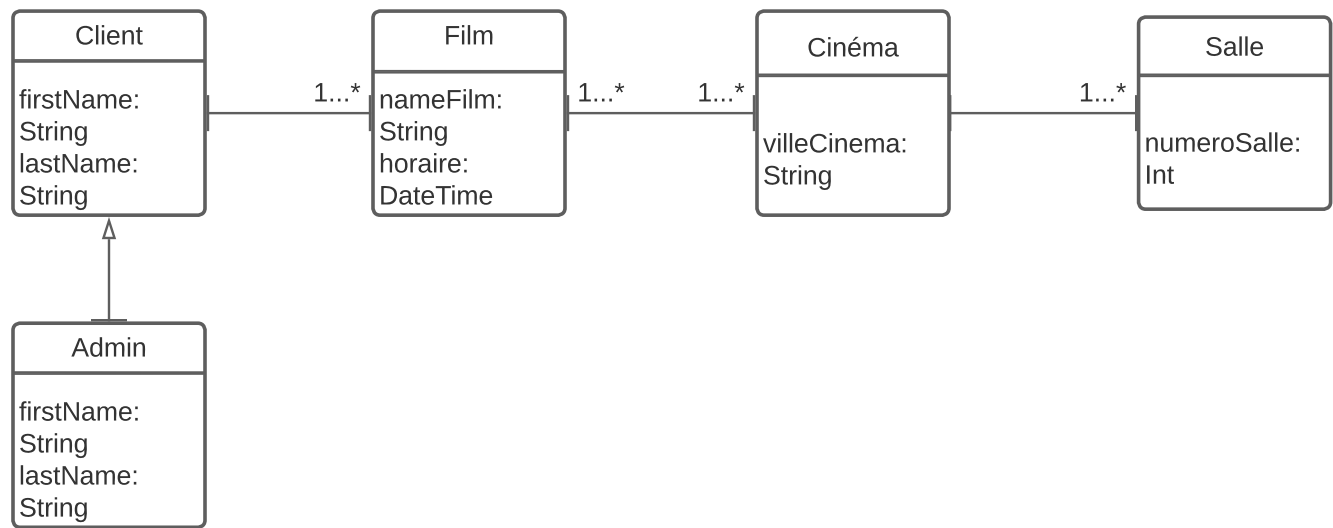 Client
firstName:
String
lastName:
String
1...*
Film
nameFilm:
String
horaire:
DateTime
1...*
1...*
Cinéma
villeCinema:
String
1...*
Salle
numeroSalle:
Int
Admin
firstName:
String
lastName:
String